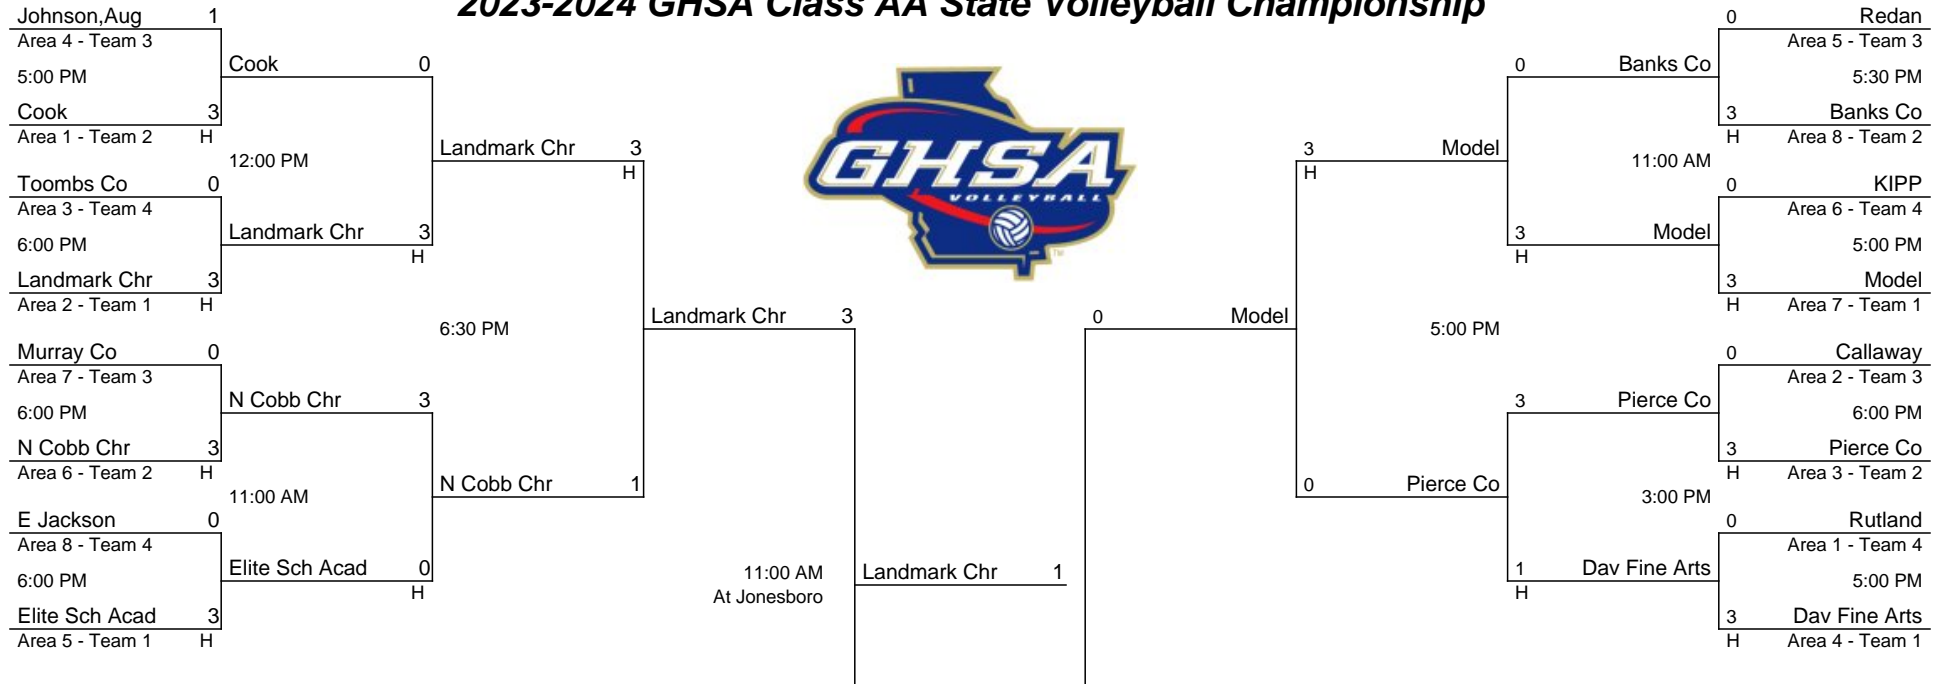 2023-2024 GHSA Class AA State Volleyball Championship
Johnson,Aug 1
Area 4 - Team 3
5:00 PM
Cook 3
Area 1 - Team 2 H
Toombs Co 0
Area 3 - Team 4
6:00 PM
Landmark Chr 3
Area 2 - Team 1 H
Murray Co 0
Area 7 - Team 3
6:00 PM
N Cobb Chr 3
Area 6 - Team 2 H
E Jackson 0
Area 8 - Team 4
6:00 PM
Elite Sch Acad 3
Area 5 - Team 1 H
Cook 0
12:00 PM
Landmark Chr 3
H
N Cobb Chr 3
11:00 AM
Elite Sch Acad 0
H
Landmark Chr 3
H
6:30 PM
N Cobb Chr 1
Landmark Chr 3
11:00 AM
At Jonesboro
Landmark Chr 1
GHSA
VOLLEYBALL
TM
0 Model
3 Model
H
5:00 PM
0 Pierce Co
0 Banks Co
11:00 AM
3 Model
H
3 Pierce Co
3:00 PM
1 Dav Fine Arts
H
0 Redan
Area 5 - Team 3
5:30 PM
3 Banks Co
H Area 8 - Team 2
0 KIPP
Area 6 - Team 4
5:00 PM
3 Model
H Area 7 - Team 1
0 Callaway
Area 2 - Team 3
6:00 PM
3 Pierce Co
H Area 3 - Team 2
0 Rutland
Area 1 - Team 4
5:00 PM
3 Dav Fine Arts
H Area 4 - Team 1